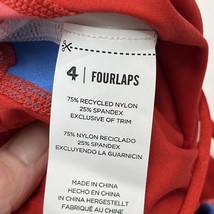 4 | FOURLAPS
75% RECYCLED NYLON
25% SPANDEX
EXCLUSIVE OF TRIM
75% NYLON RECICLADO
25% SPANDEX
EXCLUYENDO LA GUARNICIN
MADE IN CHINA
HECHO EN CHINA
IN CHINA HERGESTELLT
FABRIQUÉ AU CHINE